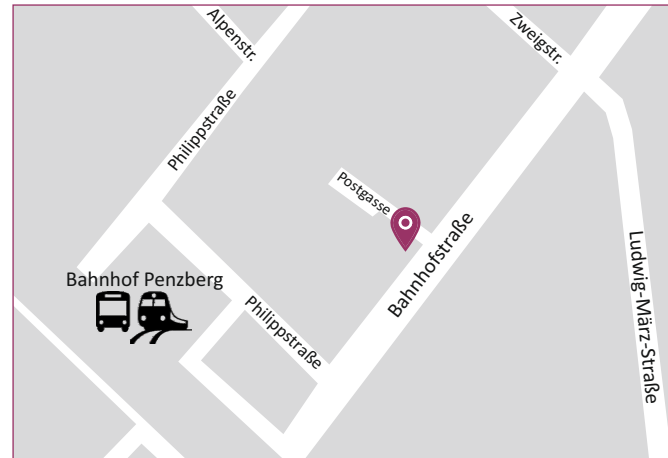 Alpenstr.
Zweigstr.
Philippstraße
Postgasse
Bahnhofstraße
Ludwig-März-Straße
Bahnhof Penzberg
Philippstraße